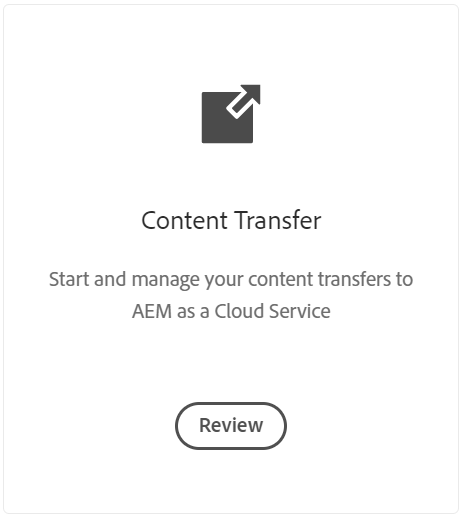 Content Transfer
Start and manage your content transfers to
AEM as a Cloud Service
Review